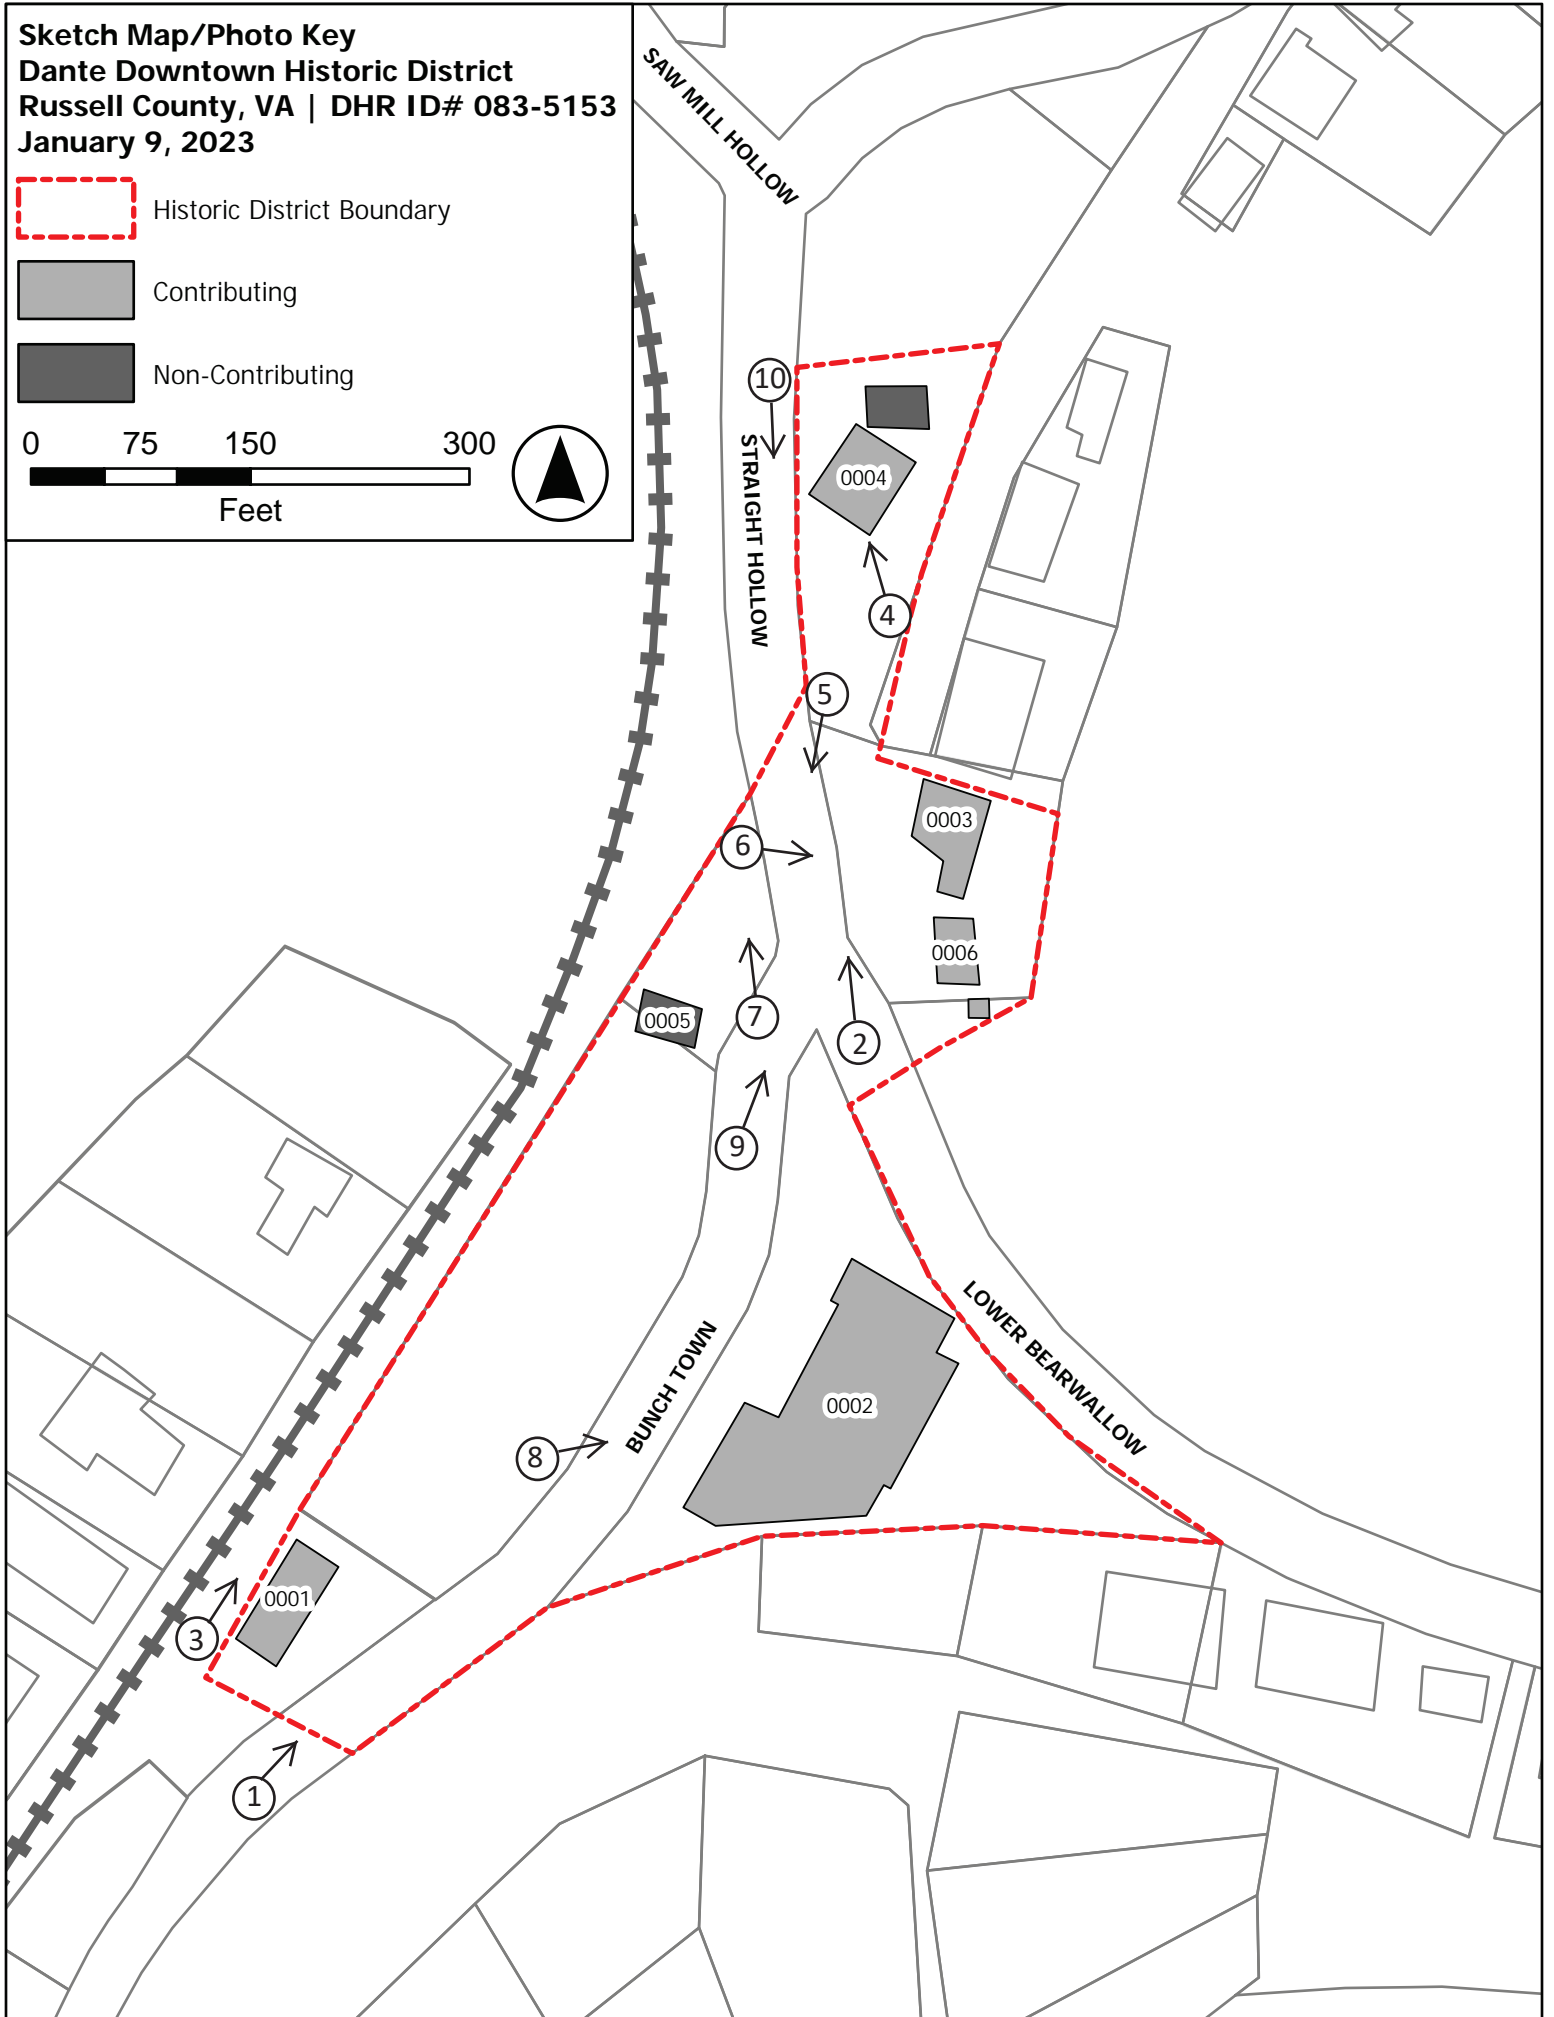 Sketch Map/Photo Key
Dante Downtown Historic District
Russell County, VA | DHR ID# 083-5153
January 9, 2023
Historic District Boundary
Contributing
Non-Contributing
0 75 150 300
Feet
SAW MILL HOLLOW
10
STRAIGHT HOLLOW
0004
4
5
0003
6
0006
0005
7
2
9
LOWER BEARWALLOW
BUNCH TOWN
0002
8
0001
3
1